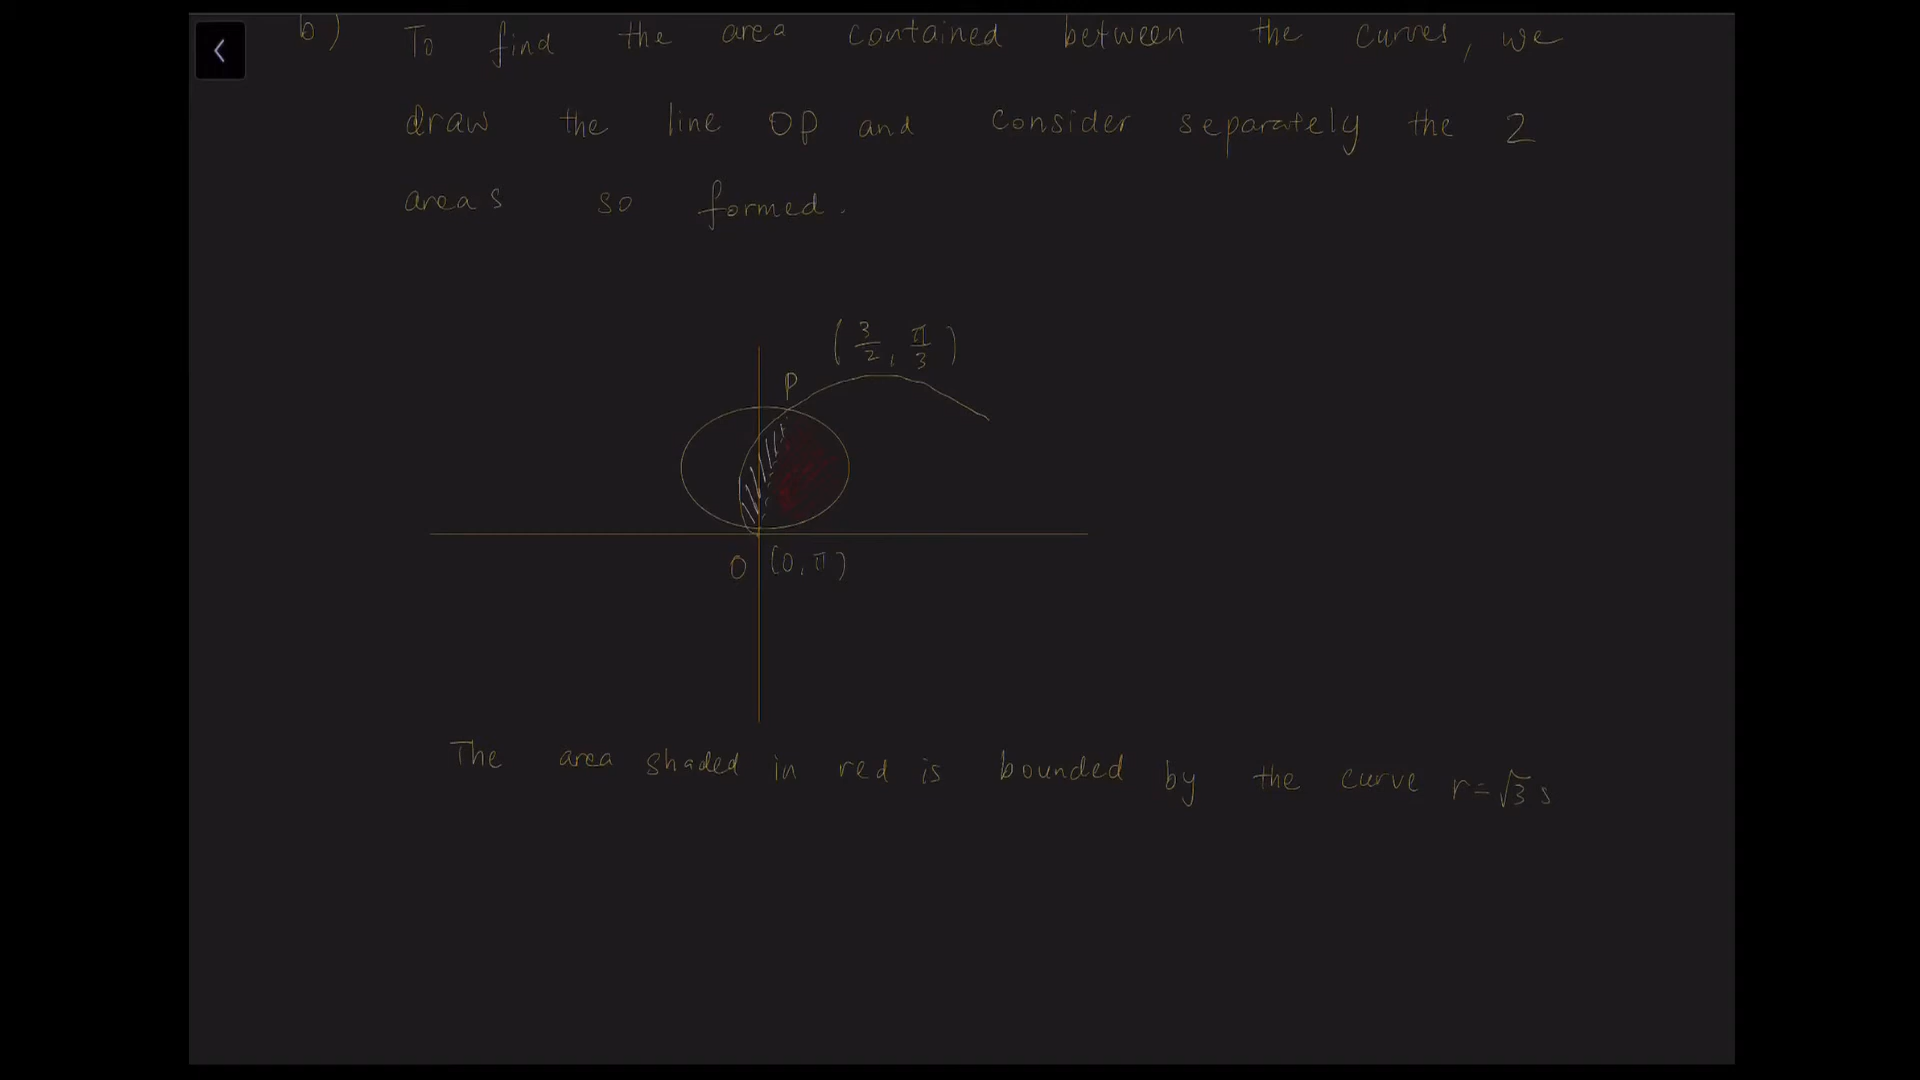 b) To find the area contained between the curves, we
draw the line OP and consider separately the 2
areas so formed.
(3/2, π/3)
P
O (0, π)
The area shaded in red is bounded by the curve r = √3 s